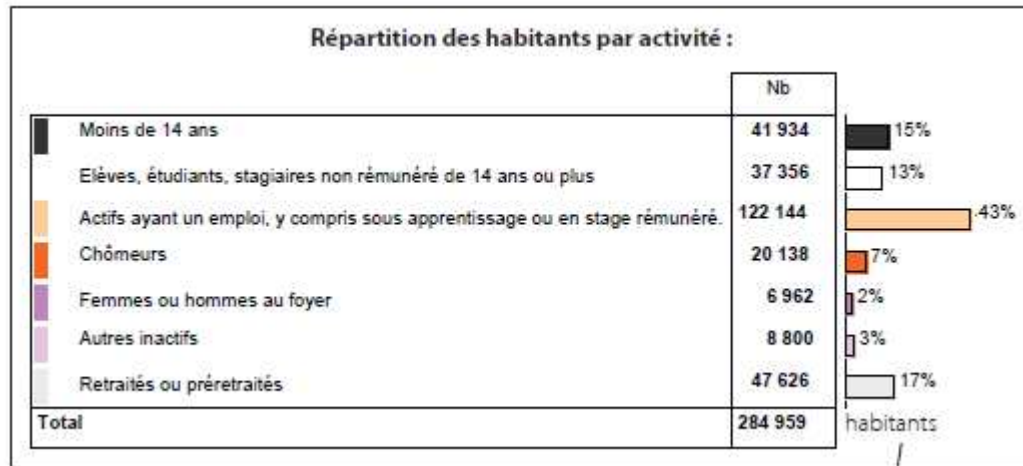 Répartition des habitants par activité :
Nb
Moins de 14 ans 41 934 15%
Elèves, étudiants, stagiaires non rémunéré de 14 ans ou plus 37 356 13%
Actifs ayant un emploi, y compris sous apprentissage ou en stage rémunéré. 122 144 43%
Chômeurs 20 138 7%
Femmes ou hommes au foyer 6 962 2%
Autres inactifs 8 800 3%
Retraités ou préretraités 47 626 17%
Total 284 959 habitants